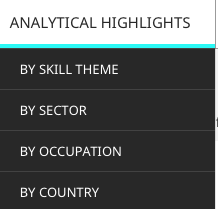 ANALYTICAL HIGHLIGHTS
BY SKILL THEME
BY SECTOR
BY OCCUPATION
BY COUNTRY